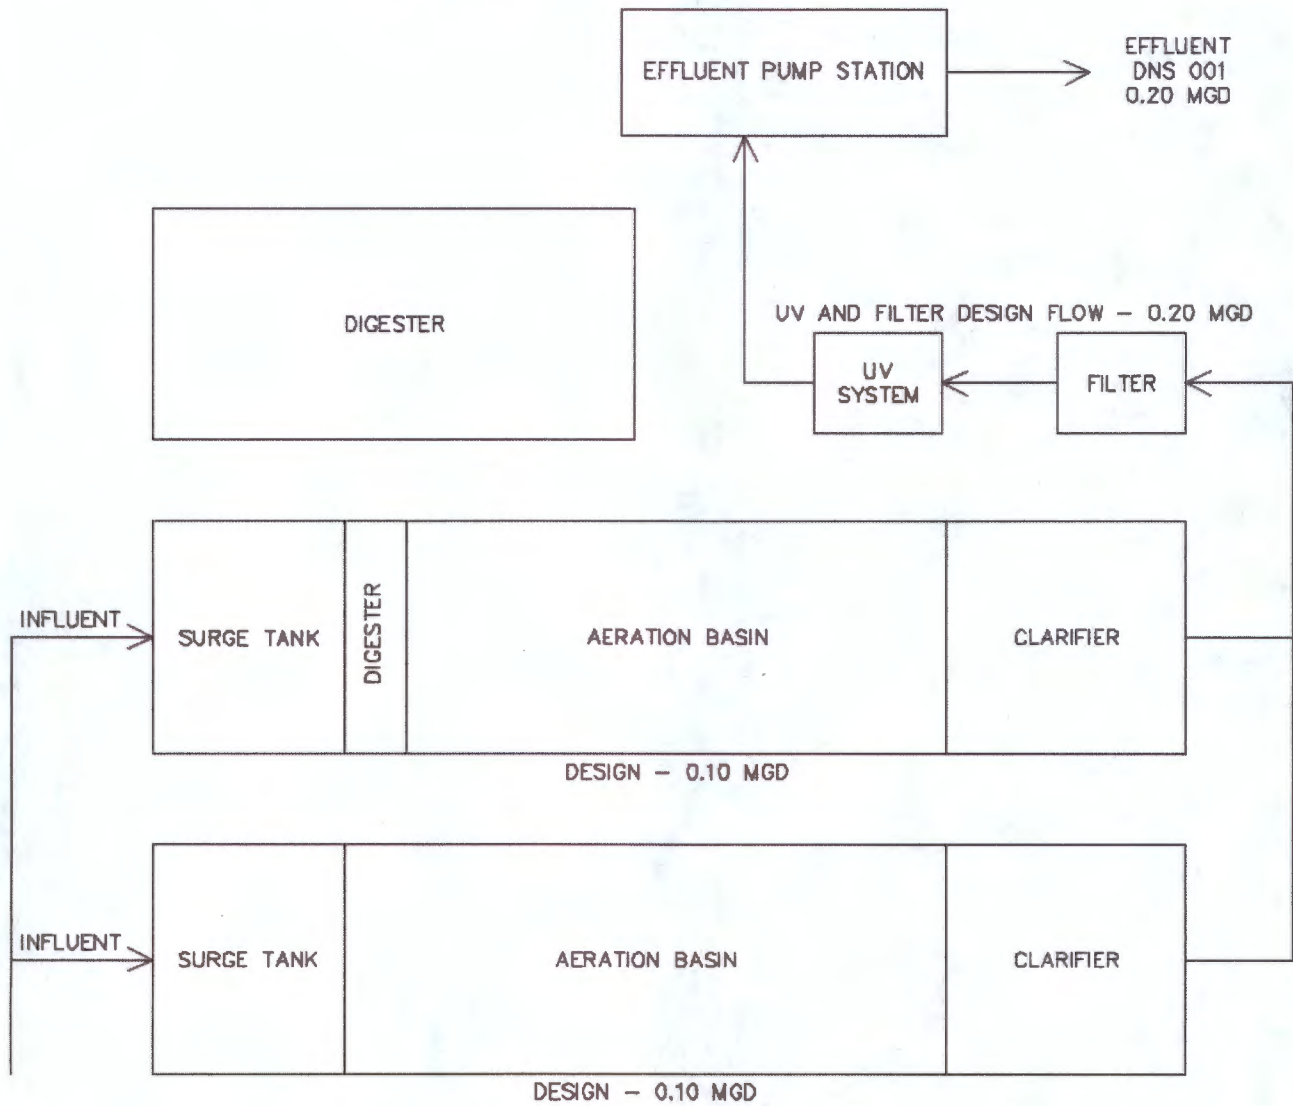 EFFLUENT PUMP STATION
EFFLUENT
DNS 001
0.20 MGD
DIGESTER
UV AND FILTER DESIGN FLOW - 0.20 MGD
UV
SYSTEM
FILTER
INFLUENT
SURGE TANK
DIGESTER
AERATION BASIN
CLARIFIER
DESIGN - 0.10 MGD
INFLUENT
SURGE TANK
AERATION BASIN
CLARIFIER
DESIGN - 0.10 MGD